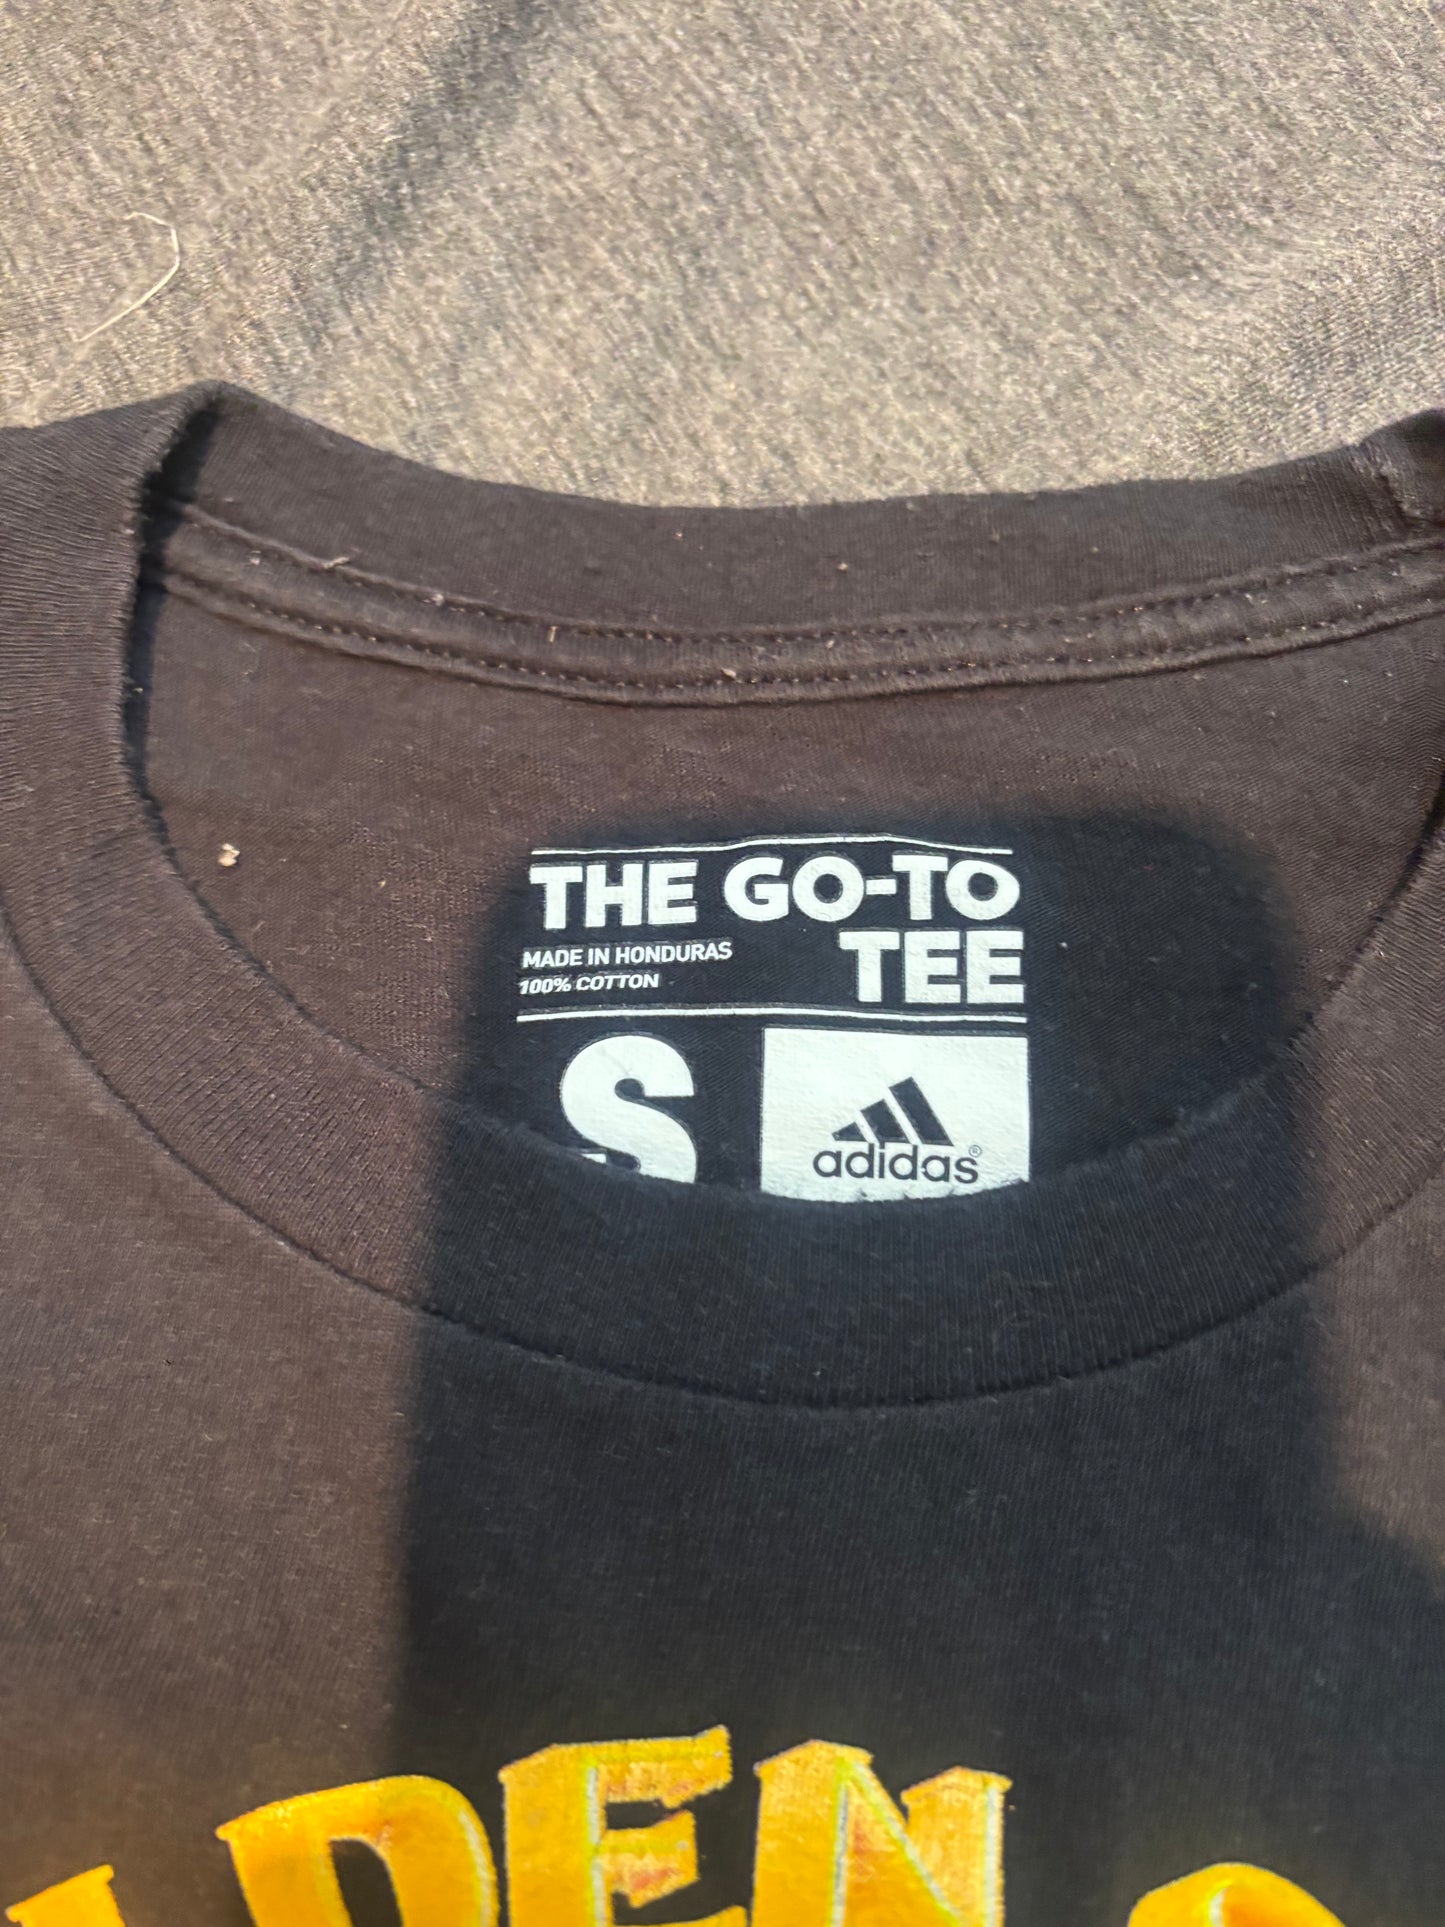 THE GO-TO
TEE
MADE IN HONDURAS
100% COTTON
S
adidas®
DEN